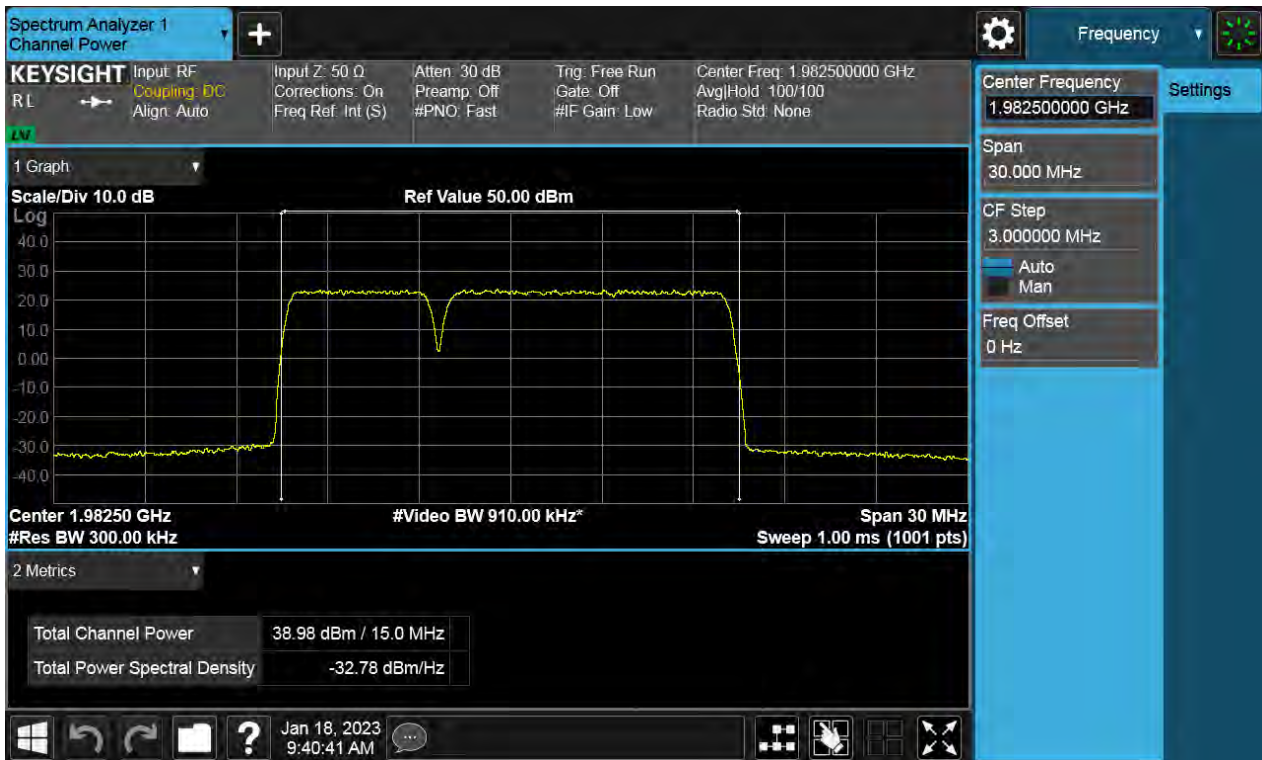 Spectrum Analyzer 1
Channel Power
+
Frequency
KEYSIGHT
RL
LXI
Input: RF
Coupling: DC
Align: Auto
Input Z: 50 Ω
Corrections: On
Freq Ref: Int (S)
Atten: 30 dB
Preamp: Off
#PNO: Fast
Trig: Free Run
Gate: Off
#IF Gain: Low
Center Freq: 1.982500000 GHz
Avg|Hold: 100/100
Radio Std: None
Center Frequency
1.982500000 GHz
Settings
Span
30.000 MHz
CF Step
3.000000 MHz
Auto
Man
Freq Offset
0 Hz
1 Graph
Scale/Div 10.0 dB
Ref Value 50.00 dBm
Log
40.0
30.0
20.0
10.0
0.00
-10.0
-20.0
-30.0
-40.0
Center 1.98250 GHz
#Video BW 910.00 kHz*
Span 30 MHz
#Res BW 300.00 kHz
Sweep 1.00 ms (1001 pts)
2 Metrics
Total Channel Power
38.98 dBm / 15.0 MHz
Total Power Spectral Density
-32.78 dBm/Hz
?
Jan 18, 2023
9:40:41 AM